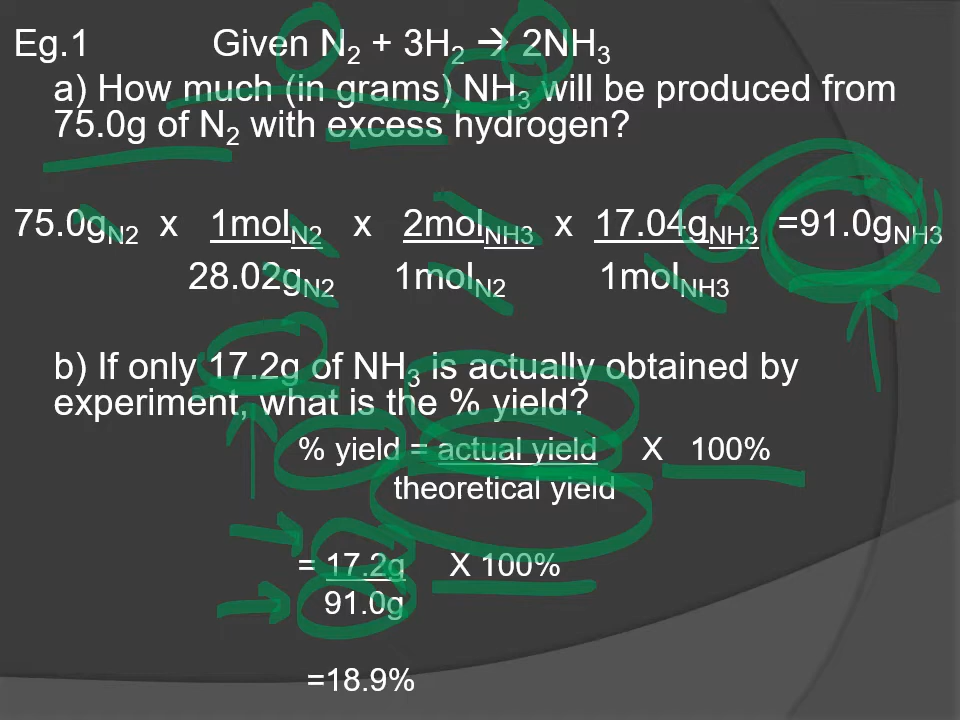 Eg.1 Given N₂ + 3H₂ → 2NH₃
a) How much (in grams) NH₃ will be produced from
75.0g of N₂ with excess hydrogen?
75.0gN2 x 1molN2 x 2molNH3 x 17.04gNH3 =91.0gNH3
28.02gN2 1molN2 1molNH3
b) If only 17.2g of NH₃ is actually obtained by
experiment, what is the % yield?
% yield = actual yield X 100%
theoretical yield
= 17.2g X 100%
91.0g
=18.9%